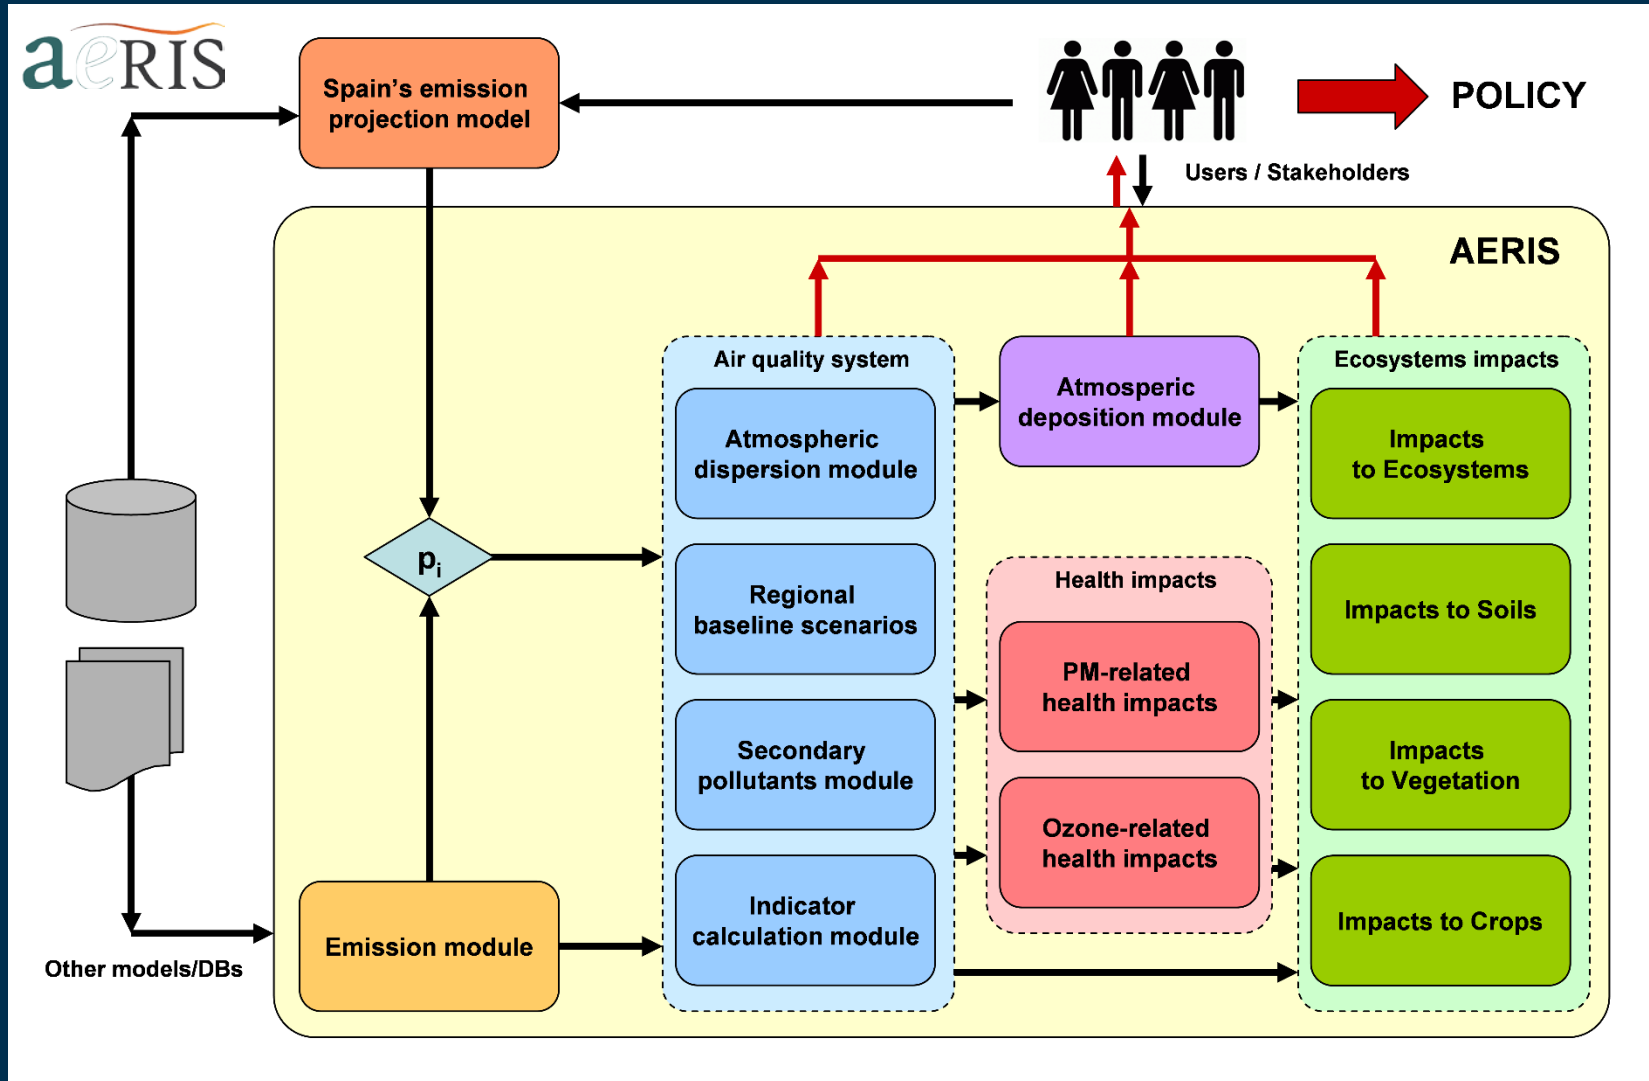 aeRIS
Spain's emission
projection model
POLICY
Users / Stakeholders
AERIS
Air quality system
Atmospheric
dispersion module
Regional
baseline scenarios
Secondary
pollutants module
Indicator
calculation module
Atmosperic
deposition module
Health impacts
PM-related
health impacts
Ozone-related
health impacts
Ecosystems impacts
Impacts
to Ecosystems
Impacts to Soils
Impacts
to Vegetation
Impacts to Crops
pi
Emission module
Other models/DBs